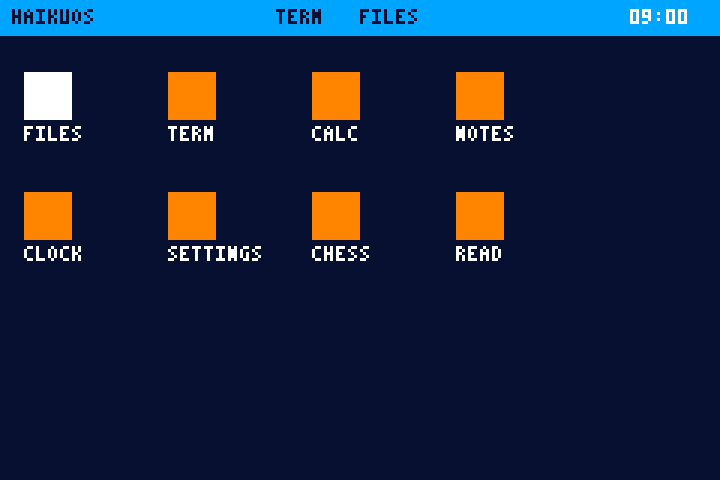 HAIKUOS TERM FILES 09:00
FILES TERM CALC NOTES
CLOCK SETTINGS CHESS READ